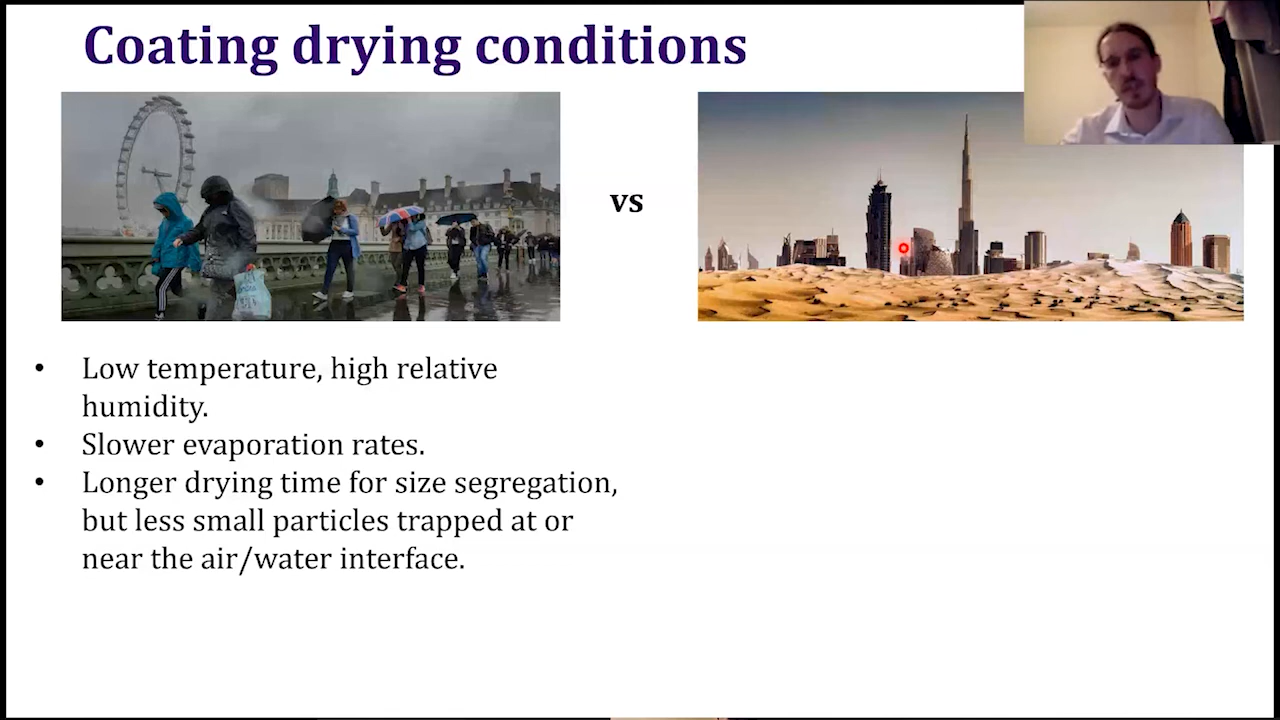 Coating drying conditions
vs
• Low temperature, high relative
humidity.
• Slower evaporation rates.
• Longer drying time for size segregation,
but less small particles trapped at or
near the air/water interface.